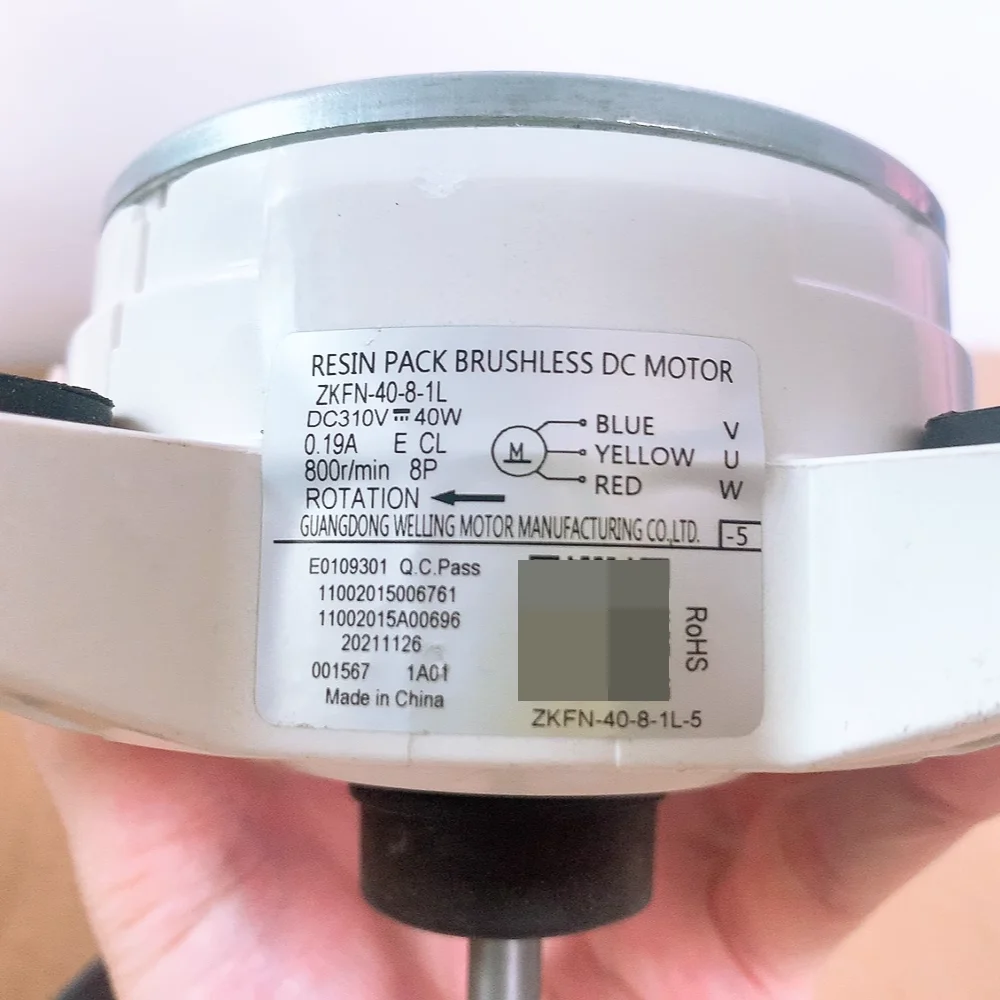 RESIN PACK BRUSHLESS DC MOTOR
ZKFN-40-8-1L
DC310V⎓40W
0.19A E CL
800r/min 8P
ROTATION ←
M
BLUE V
YELLOW U
RED W
GUANGDONG WELLING MOTOR MANUFACTURING CO.,LTD. -5
E0109301 Q.C.Pass
11002015006761
11002015A00696
20211126
001567 1A01
Made in China
RoHS
ZKFN-40-8-1L-5